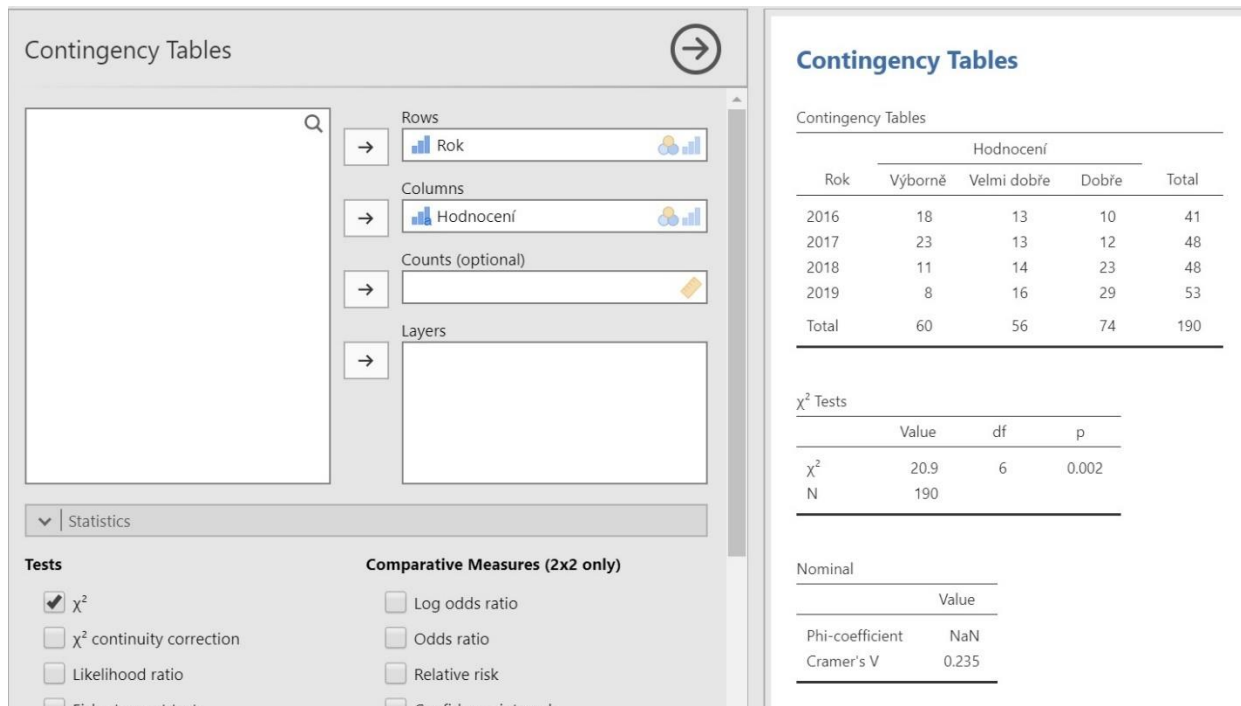 Contingency Tables
Rows
Rok
Columns
Hodnocení
Counts (optional)
Layers
Statistics
Tests
Comparative Measures (2x2 only)
χ²
Log odds ratio
χ² continuity correction
Odds ratio
Likelihood ratio
Relative risk
Contingency Tables
Contingency Tables
Hodnocení
Rok Výborně Velmi dobře Dobře Total
2016 18 13 10 41
2017 23 13 12 48
2018 11 14 23 48
2019 8 16 29 53
Total 60 56 74 190
χ² Tests
Value df p
χ² 20.9 6 0.002
N 190
Nominal
Value
Phi-coefficient NaN
Cramer's V 0.235